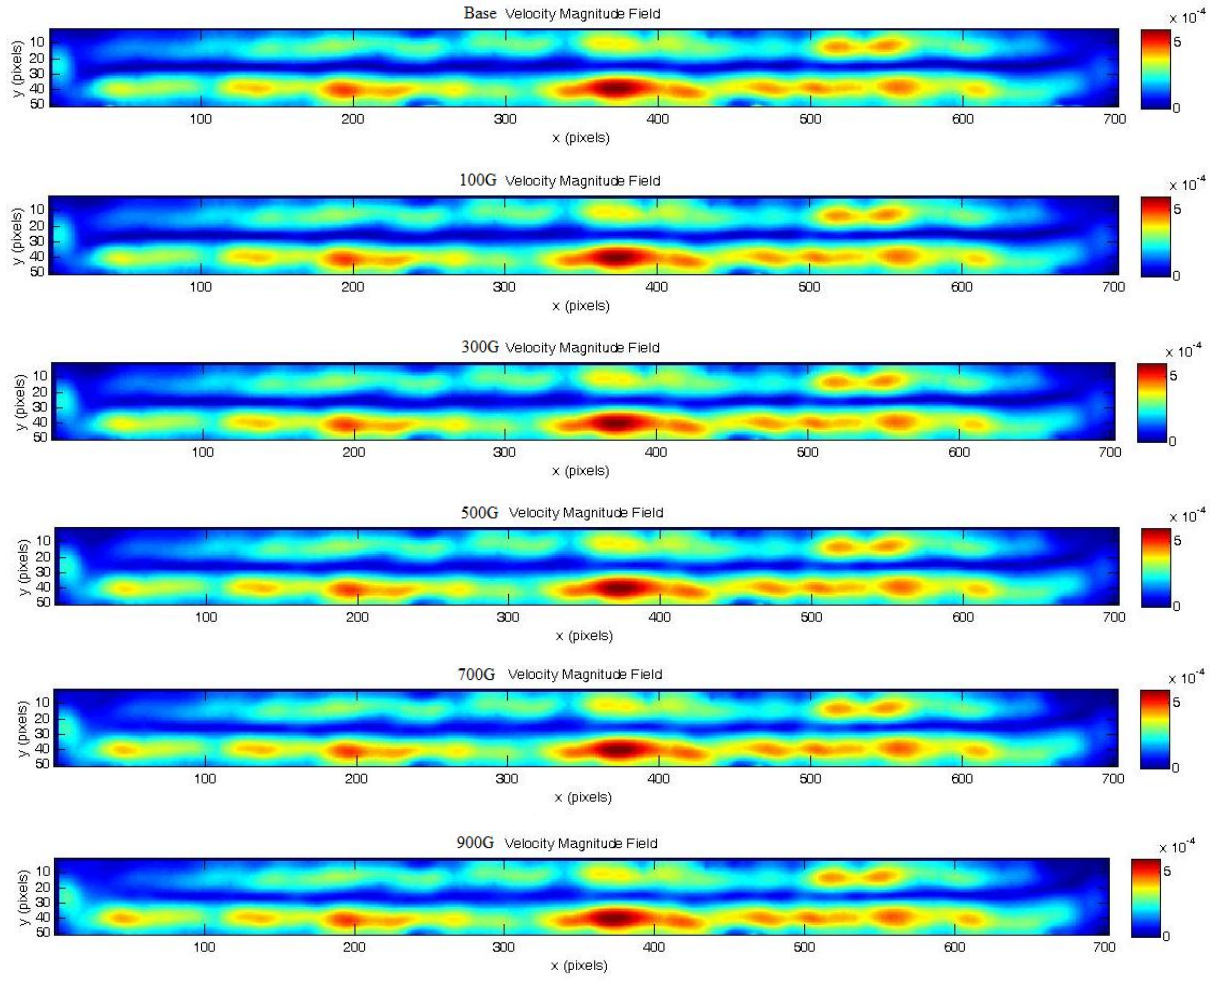 Base Velocity Magnitude Field
x 10-4
10
20
30
40
50
y (pixels)
5
0
100 200 300 400 500 600 700
x (pixels)
100G Velocity Magnitude Field
x 10-4
10
20
30
40
50
y (pixels)
5
0
100 200 300 400 500 600 700
x (pixels)
300G Velocity Magnitude Field
x 10-4
10
20
30
40
50
y (pixels)
5
0
100 200 300 400 500 600 700
x (pixels)
500G Velocity Magnitude Field
x 10-4
10
20
30
40
50
y (pixels)
5
0
100 200 300 400 500 600 700
x (pixels)
700G Velocity Magnitude Field
x 10-4
10
20
30
40
50
y (pixels)
5
0
100 200 300 400 500 600 700
x (pixels)
900G Velocity Magnitude Field
x 10-4
10
20
30
40
50
y (pixels)
5
0
100 200 300 400 500 600 700
x (pixels)